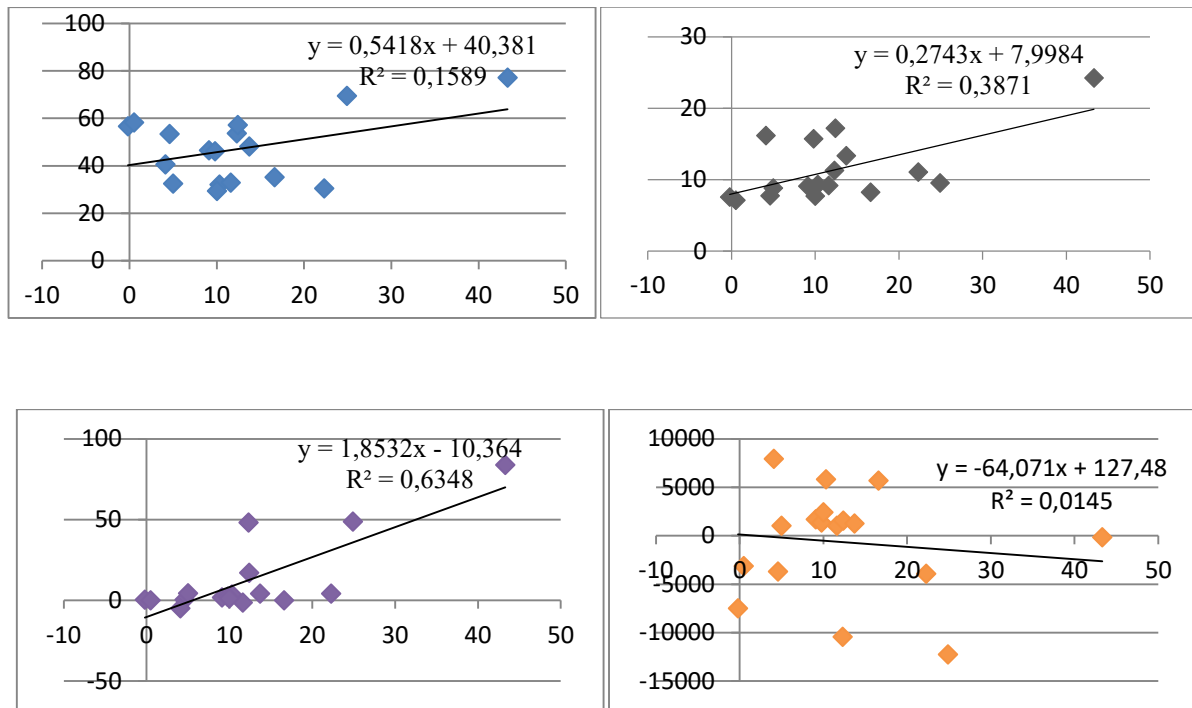 100
80
60
40
20
0
-10 0 10 20 30 40 50
y = 0,5418x + 40,381
R² = 0,1589
30
20
10
0
-10 0 10 20 30 40 50
y = 0,2743x + 7,9984
R² = 0,3871
100
50
0
-50
-10 0 10 20 30 40 50
y = 1,8532x - 10,364
R² = 0,6348
10000
5000
0
-5000
-10000
-15000
-10 0 10 20 30 40 50
y = -64,071x + 127,48
R² = 0,0145